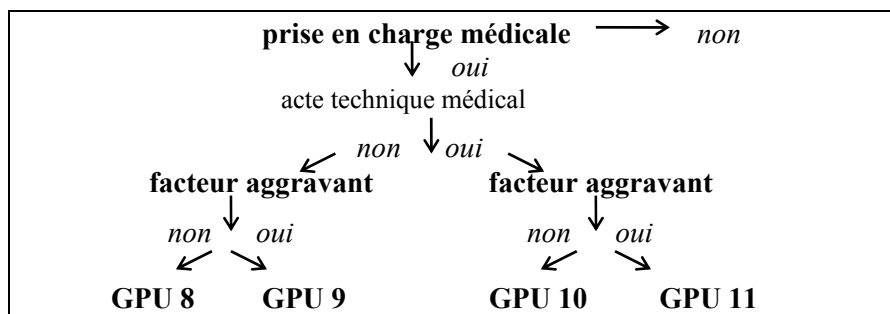 prise en charge médicale non
oui
acte technique médical
non oui
facteur aggravant facteur aggravant
non oui non oui
GPU 8 GPU 9 GPU 10 GPU 11